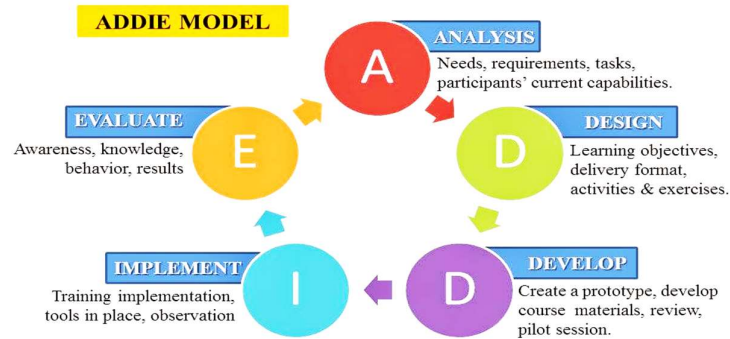 ADDIE MODEL
A
ANALYSIS
Needs, requirements, tasks,
participants' current capabilities.
D
DESIGN
Learning objectives,
delivery format,
activities & exercises.
D
DEVELOP
Create a prototype, develop
course materials, review,
pilot session.
I
IMPLEMENT
Training implementation,
tools in place, observation
E
EVALUATE
Awareness, knowledge,
behavior, results